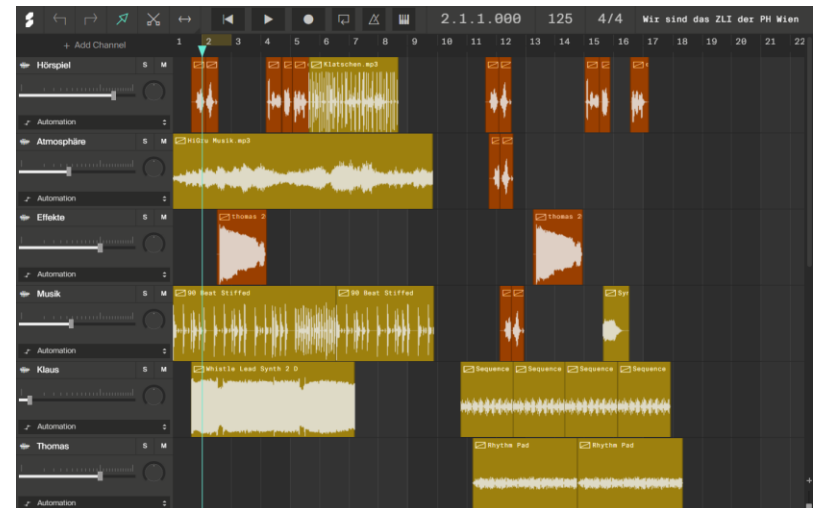 2.1.1.000 125 4/4 Wir sind das ZLI der PH Wien
+ Add Channel 1 2 3 4 5 6 7 8 9 10 11 12 13 14 15 16 17 18 19 20 21 22
Hörspiel S M Klatschen.mp3
Automation
Atmosphäre S M HiGru Musik.mp3
Automation
Effekte S M thomas 2 thomas 2
Automation
Musik S M 90 Beat Stiffed 90 Beat Stiffed
Automation
Klaus S M Whistle Lead Synth 2 D Sequence Sequence Sequence Sequence
Automation
Thomas S M Rhythm Pad Rhythm Pad
Automation